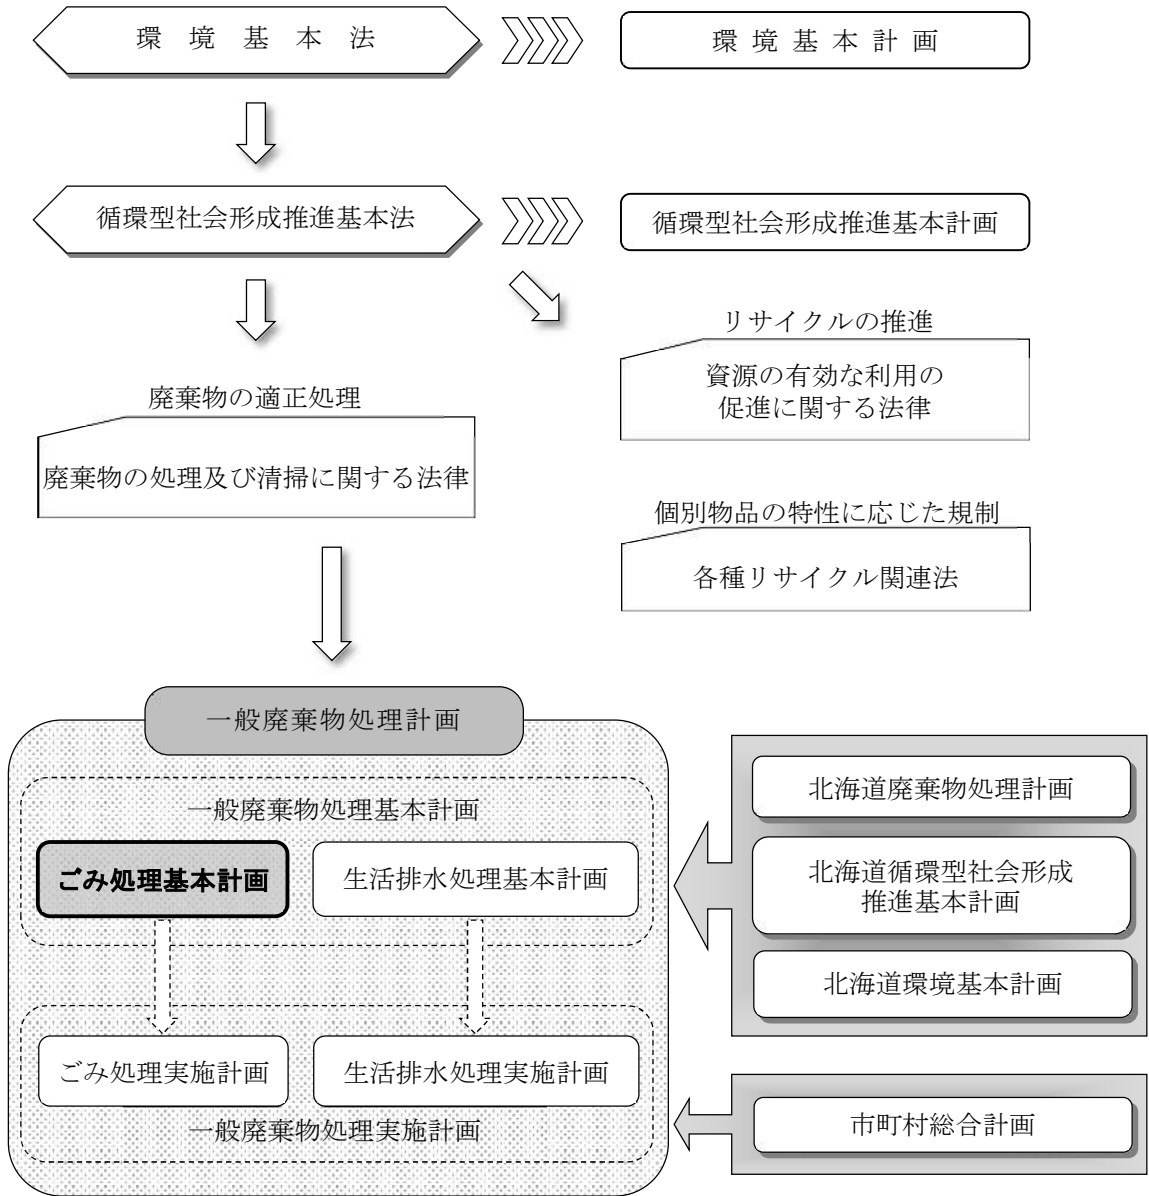 環境基本法
環境基本計画
循環型社会形成推進基本法
循環型社会形成推進基本計画
リサイクルの推進
資源の有効な利用の
促進に関する法律
廃棄物の適正処理
廃棄物の処理及び清掃に関する法律
個別物品の特性に応じた規制
各種リサイクル関連法
一般廃棄物処理計画
一般廃棄物処理基本計画
ごみ処理基本計画
生活排水処理基本計画
ごみ処理実施計画
生活排水処理実施計画
一般廃棄物処理実施計画
北海道廃棄物処理計画
北海道循環型社会形成
推進基本計画
北海道環境基本計画
市町村総合計画